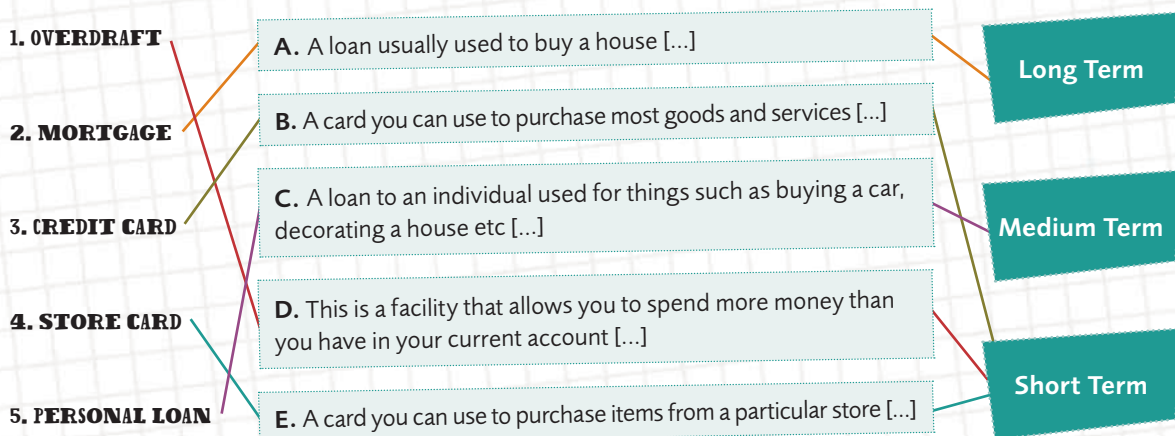 1. OVERDRAFT
2. MORTGAGE
3. CREDIT CARD
4. STORE CARD
5. PERSONAL LOAN
A. A loan usually used to buy a house [...]
B. A card you can use to purchase most goods and services [...]
C. A loan to an individual used for things such as buying a car,
decorating a house etc [...]
D. This is a facility that allows you to spend more money than
you have in your current account [...]
E. A card you can use to purchase items from a particular store [...]
Long Term
Medium Term
Short Term